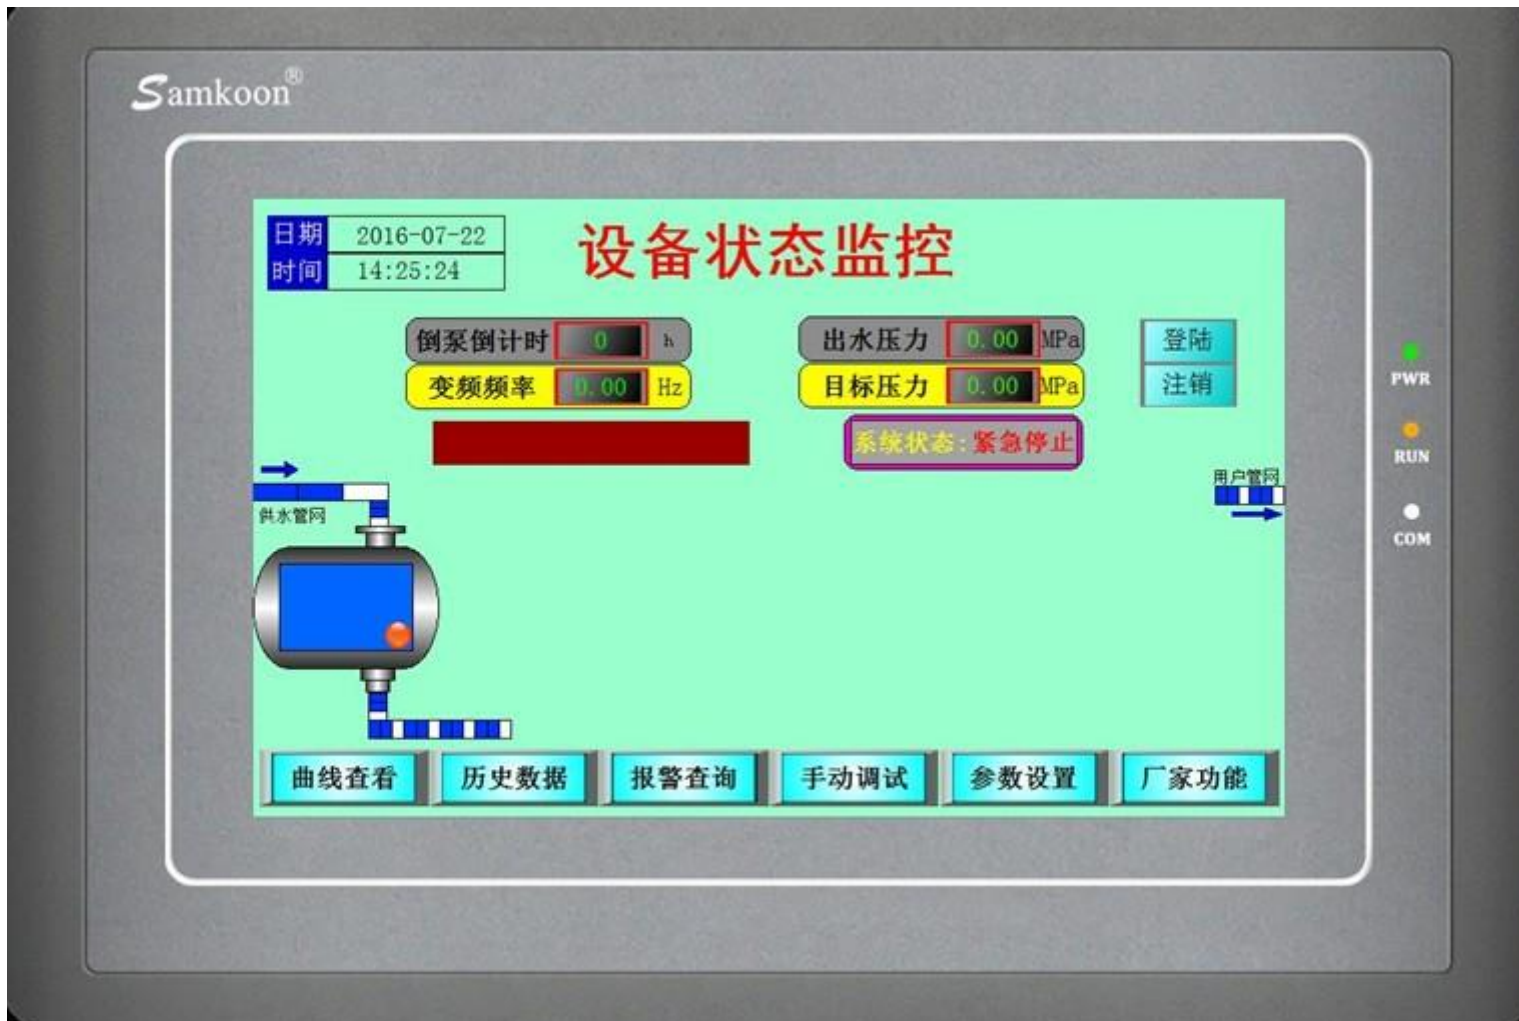 Samkoon®
日期 2016-07-22
时间 14:25:24
设备状态监控
倒泵倒计时 0 h
出水压力 0.00 MPa
登陆
变频频率 0.00 Hz
目标压力 0.00 MPa
注销
系统状态:紧急停止
PWR
RUN
COM
供水管网
用户管网
曲线查看
历史数据
报警查询
手动调试
参数设置
厂家功能